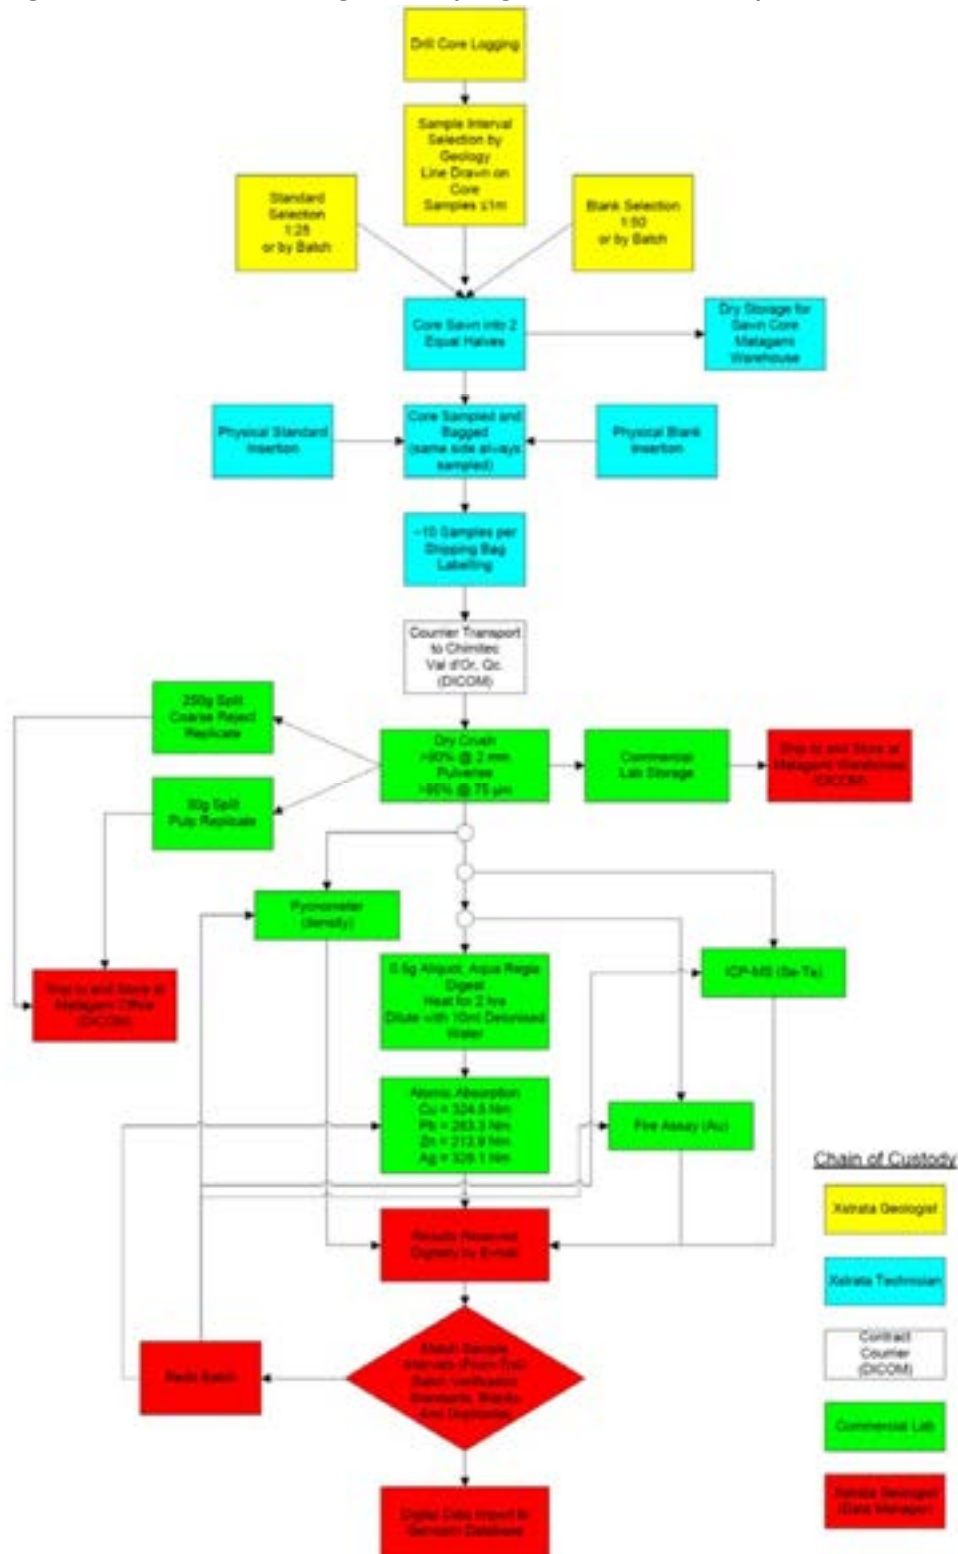 Drill Core Logging
Sample Interval
Selection by
Geology
Line Drawn on
Core
Samples ≤1m
Standard
Selection
1:25
or by Batch
Blank Selection
1:50
or by Batch
Core Sawn into 2
Equal Halves
Dry Storage for
Sawn Core
Matagami
Warehouse
Physical Standard
Insertion
Core Sampled and
Bagged
(same side always
sampled)
Physical Blank
Insertion
~10 Samples per
Shipping Bag
Labelling
Courrier Transport
to Chimitec
Val d'Or, Qc.
(DICOM)
250g Split
Coarse Reject
Replicate
Dry Crush
>90% @ 2 mm
Pulverise
>95% @ 75 µm
Commercial
Lab Storage
Ship to and Store at
Matagami Warehouse
(DICOM)
Split
Pulp Replicate
Pycnometer
(density)
0.5g Aliquot, Aqua Regia
Digest
Heat for 2 hrs
Dilute with 10ml Deionised
Water
ICP-MS (Se-Te)
Ship to and Store at
Matagami Office
(DICOM)
Atomic Absorption
Cu = 324.8 Nm
Pb = 283.3 Nm
Zn = 213.9 Nm
Ag = 328.1 Nm
Fire Assay (Au)
Chain of Custody
Xstrata Geologist
Results Received
Digitally by E-mail
Xstrata Technician
Match Sample
Intervals (From-To)
Batch Verification
Standards, Blanks
And Duplicates
Redo Batch
Contract
Courrier
(DICOM)
Commercial Lab
Digital Data Import to
Database
Xstrata Geologist
(Data Manager)